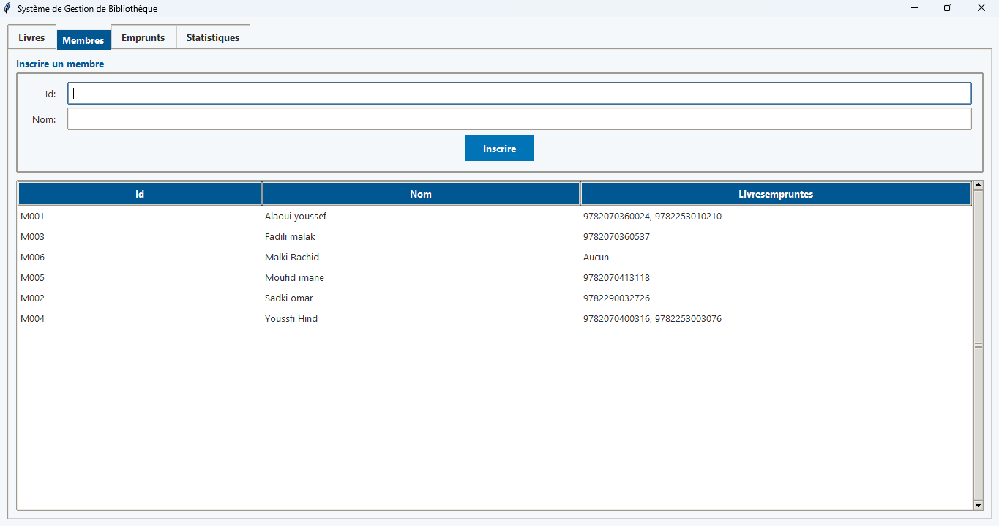 Système de Gestion de Bibliothèque
Livres Membres Emprunts Statistiques
Inscrire un membre
Id:
Nom:
Inscrire
Id Nom Livresempruntes
M001 Alaoui youssef 9782070360024, 9782253010210
M003 Fadili malak 9782070360537
M006 Malki Rachid Aucun
M005 Moufid imane 9782070413118
M002 Sadki omar 9782290032726
M004 Youssfi Hind 9782070400316, 9782253003076